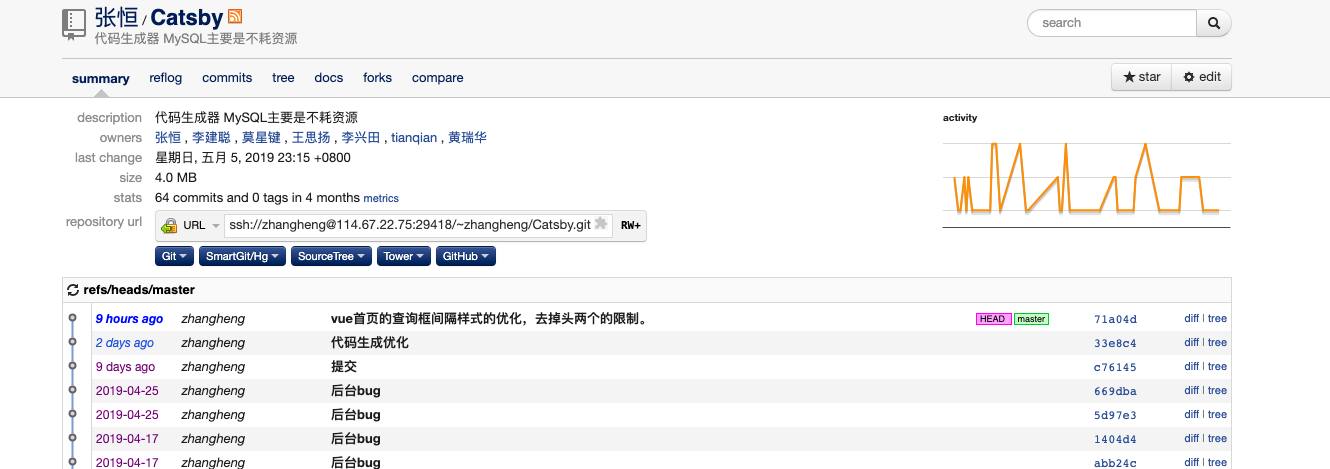 张恒 / Catsby
代码生成器 MySQL主要是不耗资源
search
summary reflog commits tree docs forks compare star edit
description 代码生成器 MySQL主要是不耗资源
owners 张恒 , 李建聪 , 莫星键 , 王思扬 , 李兴田 , tianqian , 黄瑞华
last change 星期日, 五月 5, 2019 23:15 +0800
size 4.0 MB
stats 64 commits and 0 tags in 4 months metrics
repository url URL ssh://zhangheng@114.67.22.75:29418/~zhangheng/Catsby.git RW+
Git SmartGit/Hg SourceTree Tower GitHub
activity
refs/heads/master
9 hours ago zhangheng vue首页的查询框间隔样式的优化，去掉头两个的限制。 HEAD master 71a04d diff | tree
2 days ago zhangheng 代码生成优化 33e8c4 diff | tree
9 days ago zhangheng 提交 c76145 diff | tree
2019-04-25 zhangheng 后台bug 669dba diff | tree
2019-04-25 zhangheng 后台bug 5d97e3 diff | tree
2019-04-17 zhangheng 后台bug 1404d4 diff | tree
2019-04-17 zhangheng 后台bug abb24c diff | tree